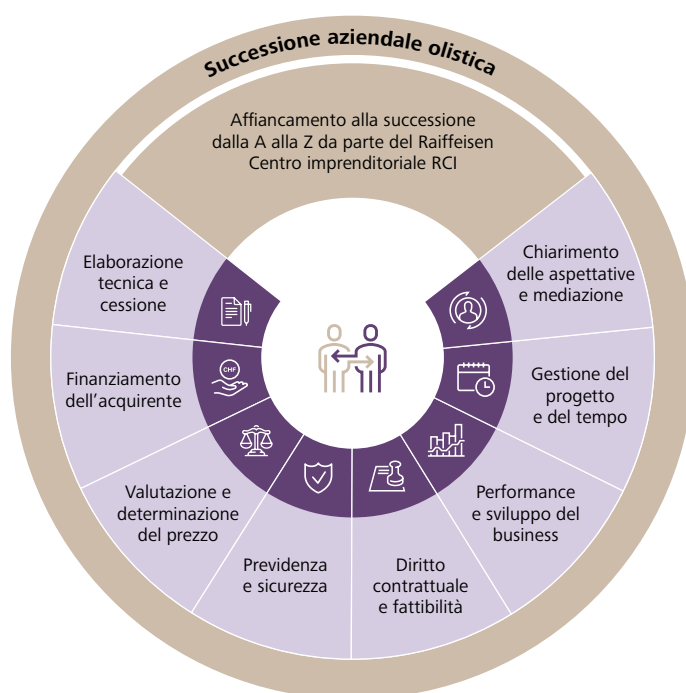 Successione aziendale olistica
Affiancamento alla successione
dalla A alla Z da parte del Raiffeisen
Centro imprenditoriale RCI
Chiarimento
delle aspettative
e mediazione
Gestione del
progetto
e del tempo
Performance
e sviluppo del
business
Diritto
contrattuale
e fattibilità
Previdenza
e sicurezza
Valutazione e
determinazione
del prezzo
Finanziamento
dell’acquirente
CHF
Elaborazione
tecnica e
cessione